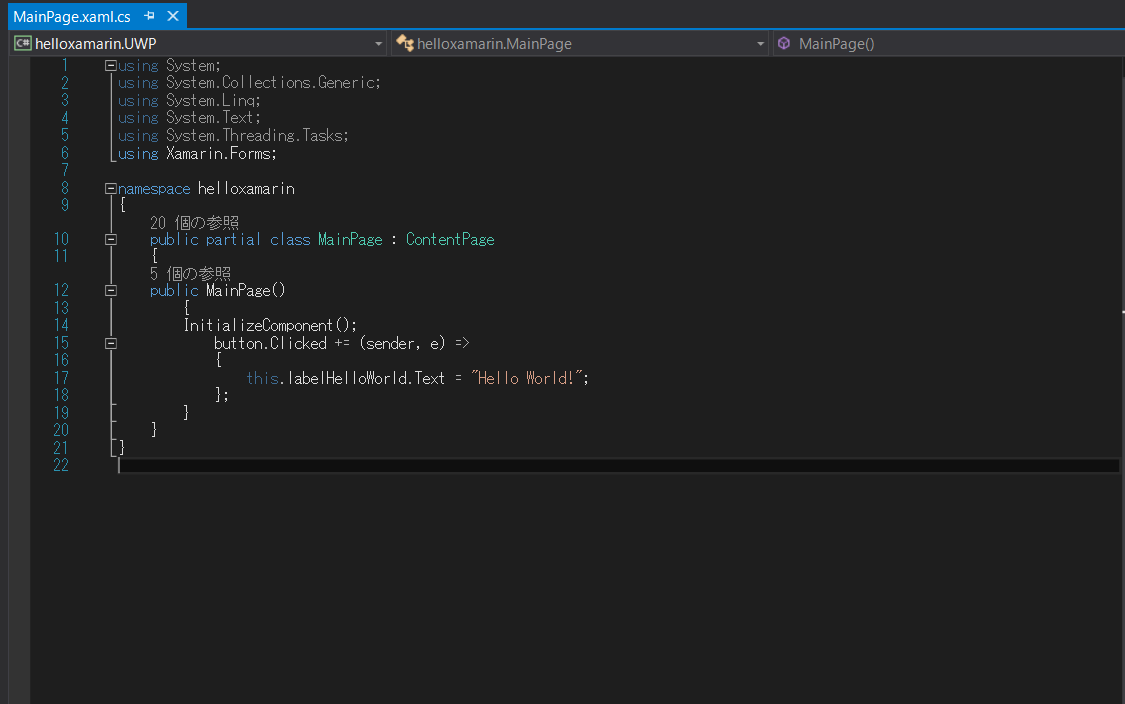 MainPage.xaml.cs
C# helloxamarin.UWP helloxamarin.MainPage MainPage()
1 using System;
2 using System.Collections.Generic;
3 using System.Linq;
4 using System.Text;
5 using System.Threading.Tasks;
6 using Xamarin.Forms;
7
8 namespace helloxamarin
9 {
20 個の参照
10 public partial class MainPage : ContentPage
11 {
5 個の参照
12 public MainPage()
13 {
14 InitializeComponent();
15 button.Clicked += (sender, e) =>
16 {
17 this.labelHelloWorld.Text = "Hello World!";
18 };
19 }
20 }
21 }
22